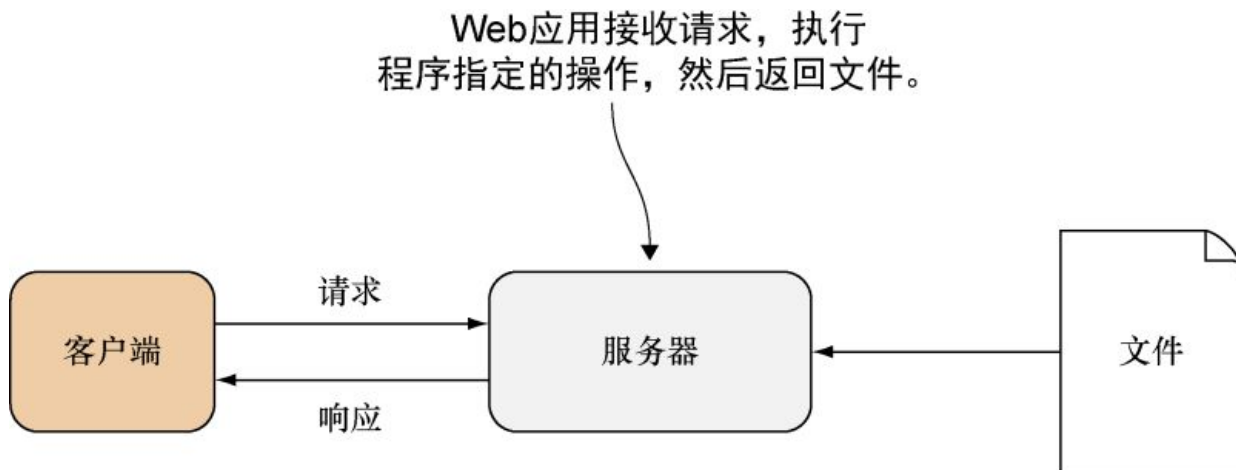 Web应用接收请求，执行
程序指定的操作，然后返回文件。
请求
客户端
服务器
文件
响应